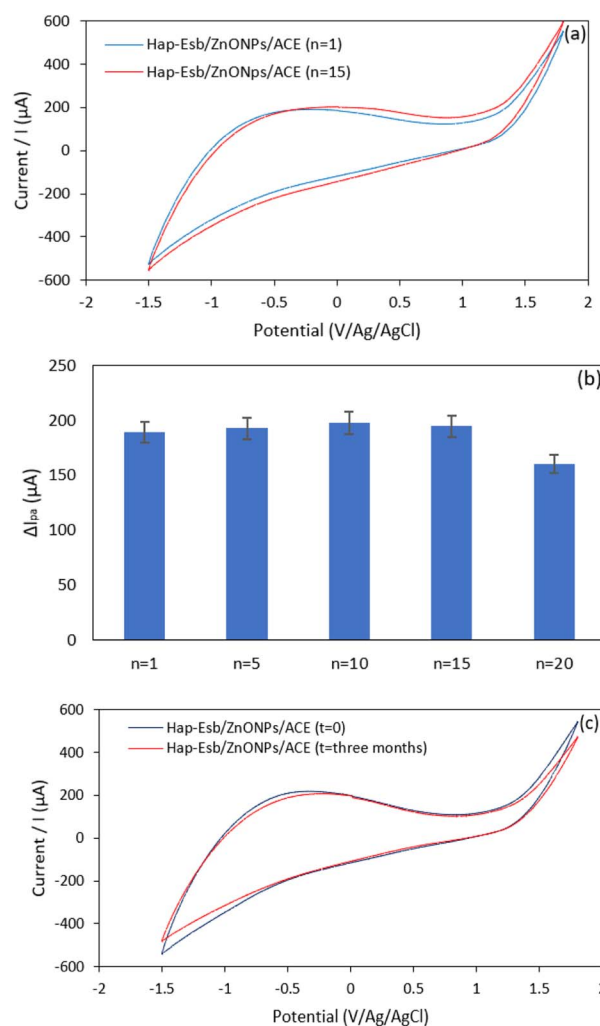 600
(a)
Hap-Esb/ZnONPs/ACE (n=1)
400
Hap-Esb/ZnONps/ACE (n=15)
200
0
-200
-400
-600
Current / I (µA)
-2 -1.5 -1 -0.5 0 0.5 1 1.5 2
Potential (V/Ag/AgCl)
250
(b)
200
150
100
50
0
ΔIpa (µA)
n=1 n=5 n=10 n=15 n=20
600
(c)
Hap-Esb/ZnONPs/ACE (t=0)
Hap-Esb/ZnONPs/ACE (t=three months)
400
200
0
-200
-400
-600
Current / I (µA)
-2 -1.5 -1 -0.5 0 0.5 1 1.5 2
Potential (V/Ag/AgCl)